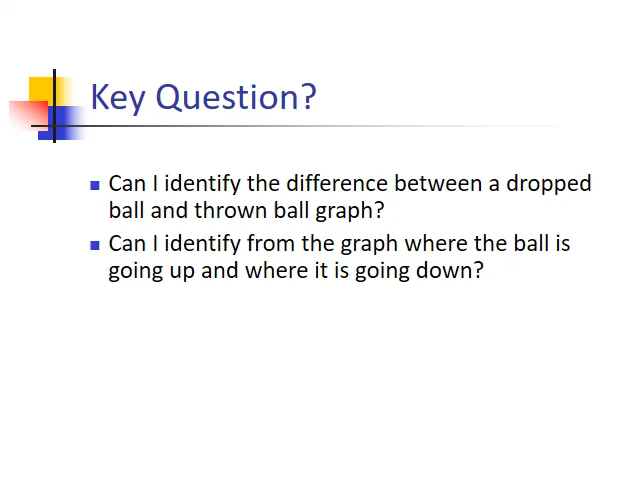 Key Question?
Can I identify the difference between a dropped
ball and thrown ball graph?
Can I identify from the graph where the ball is
going up and where it is going down?